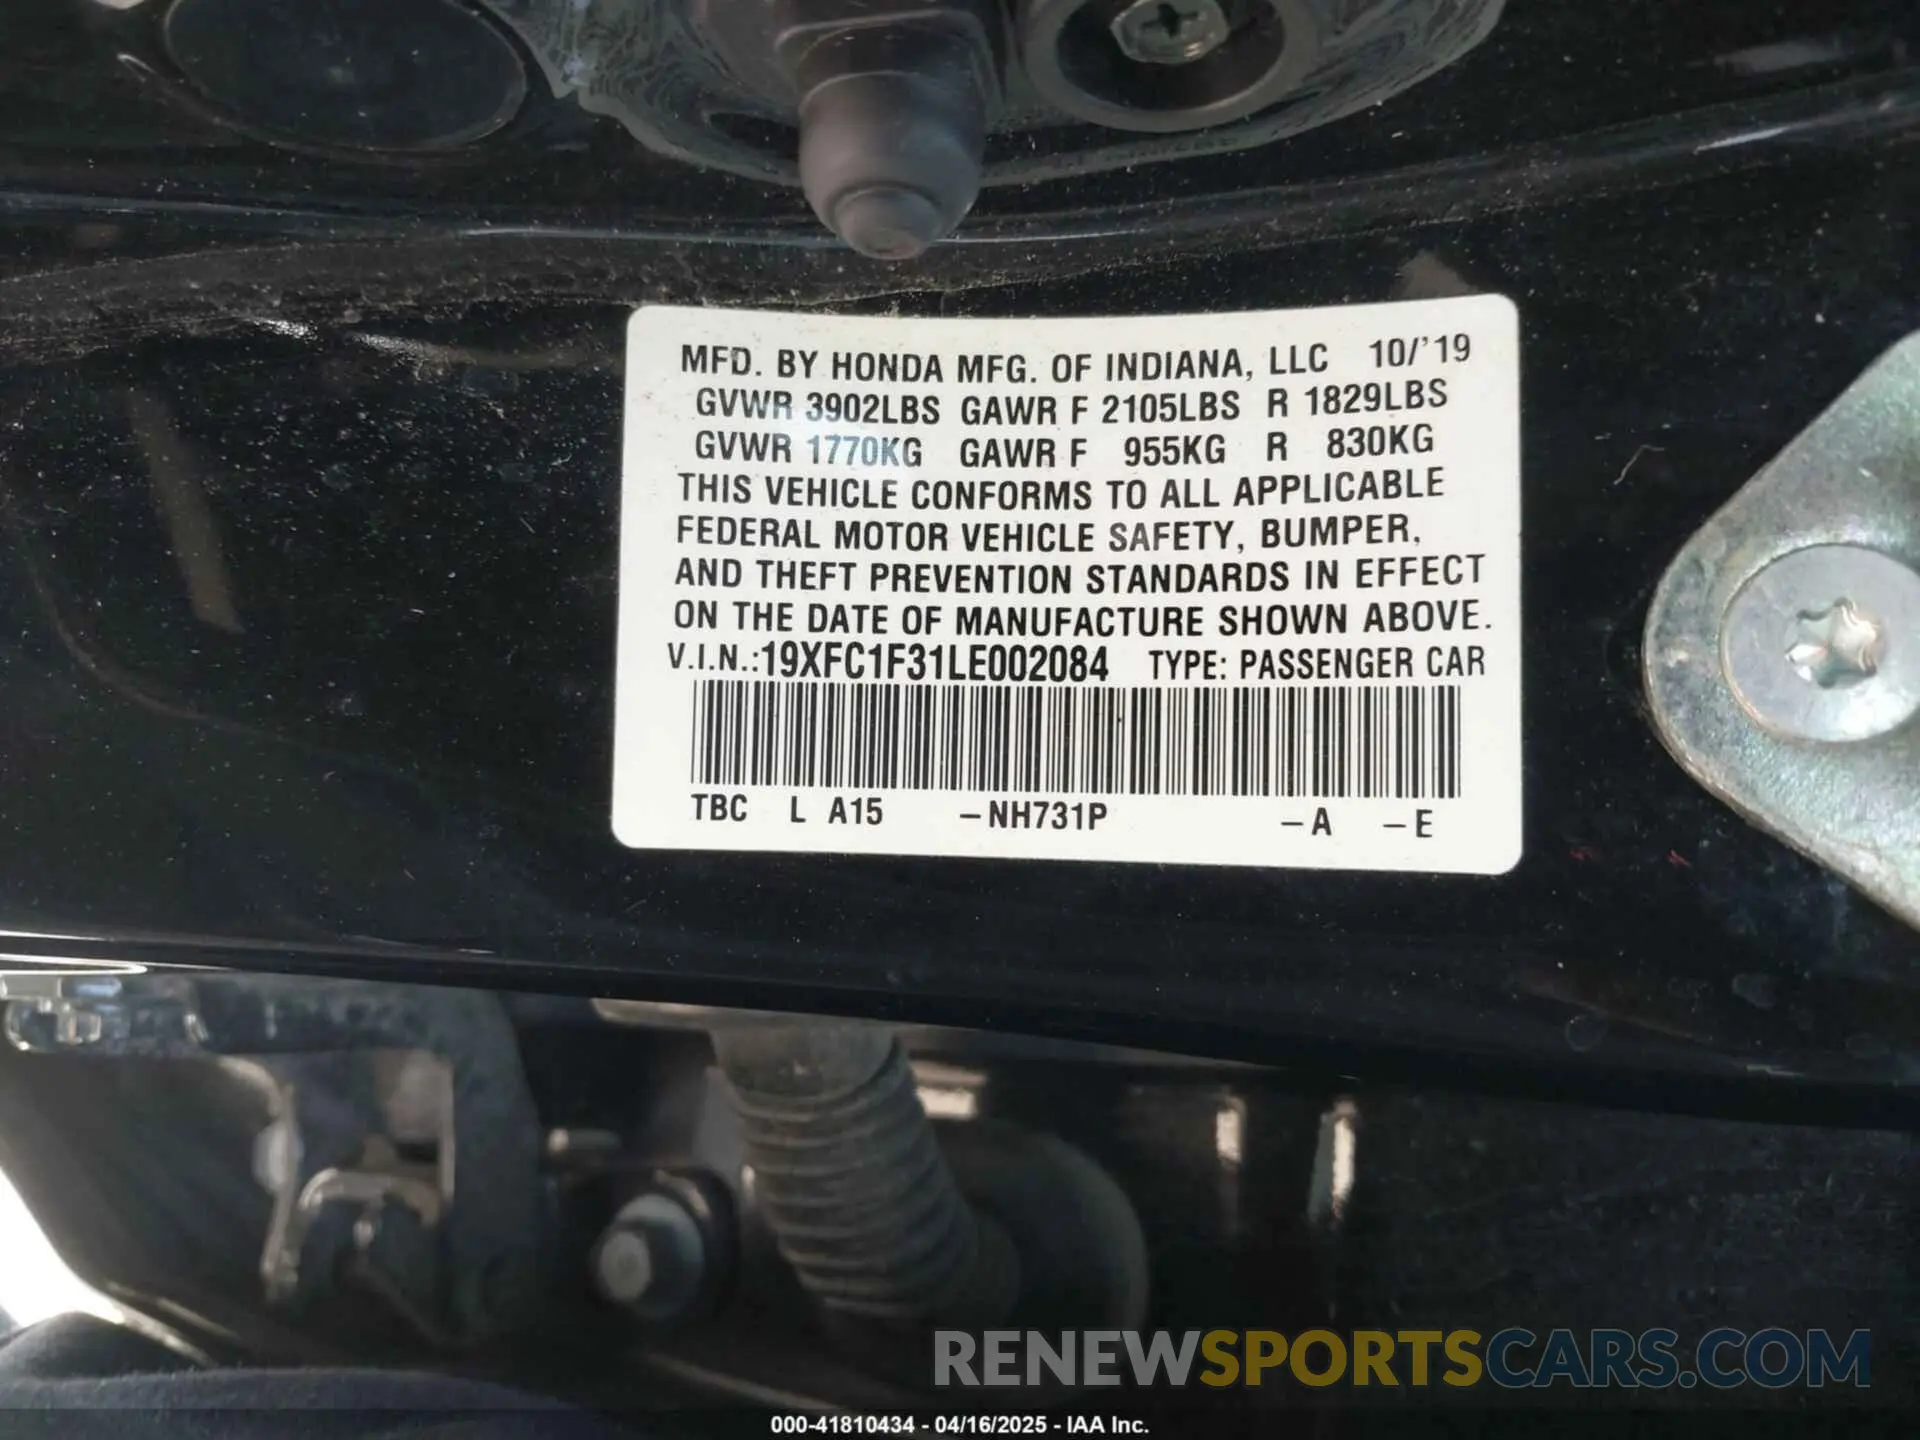 MFD. BY HONDA MFG. OF INDIANA, LLC 10/'19
GVWR 3902LBS GAWR F 2105LBS R 1829LBS
GVWR 1770KG GAWR F 955KG R 830KG
THIS VEHICLE CONFORMS TO ALL APPLICABLE
FEDERAL MOTOR VEHICLE SAFETY, BUMPER,
AND THEFT PREVENTION STANDARDS IN EFFECT
ON THE DATE OF MANUFACTURE SHOWN ABOVE.
V.I.N.:19XFC1F31LE002084 TYPE: PASSENGER CAR
TBC L A15 –NH731P –A –E
RENEWSPORTSCARS.COM
000-41810434 - 04/16/2025 - IAA Inc.